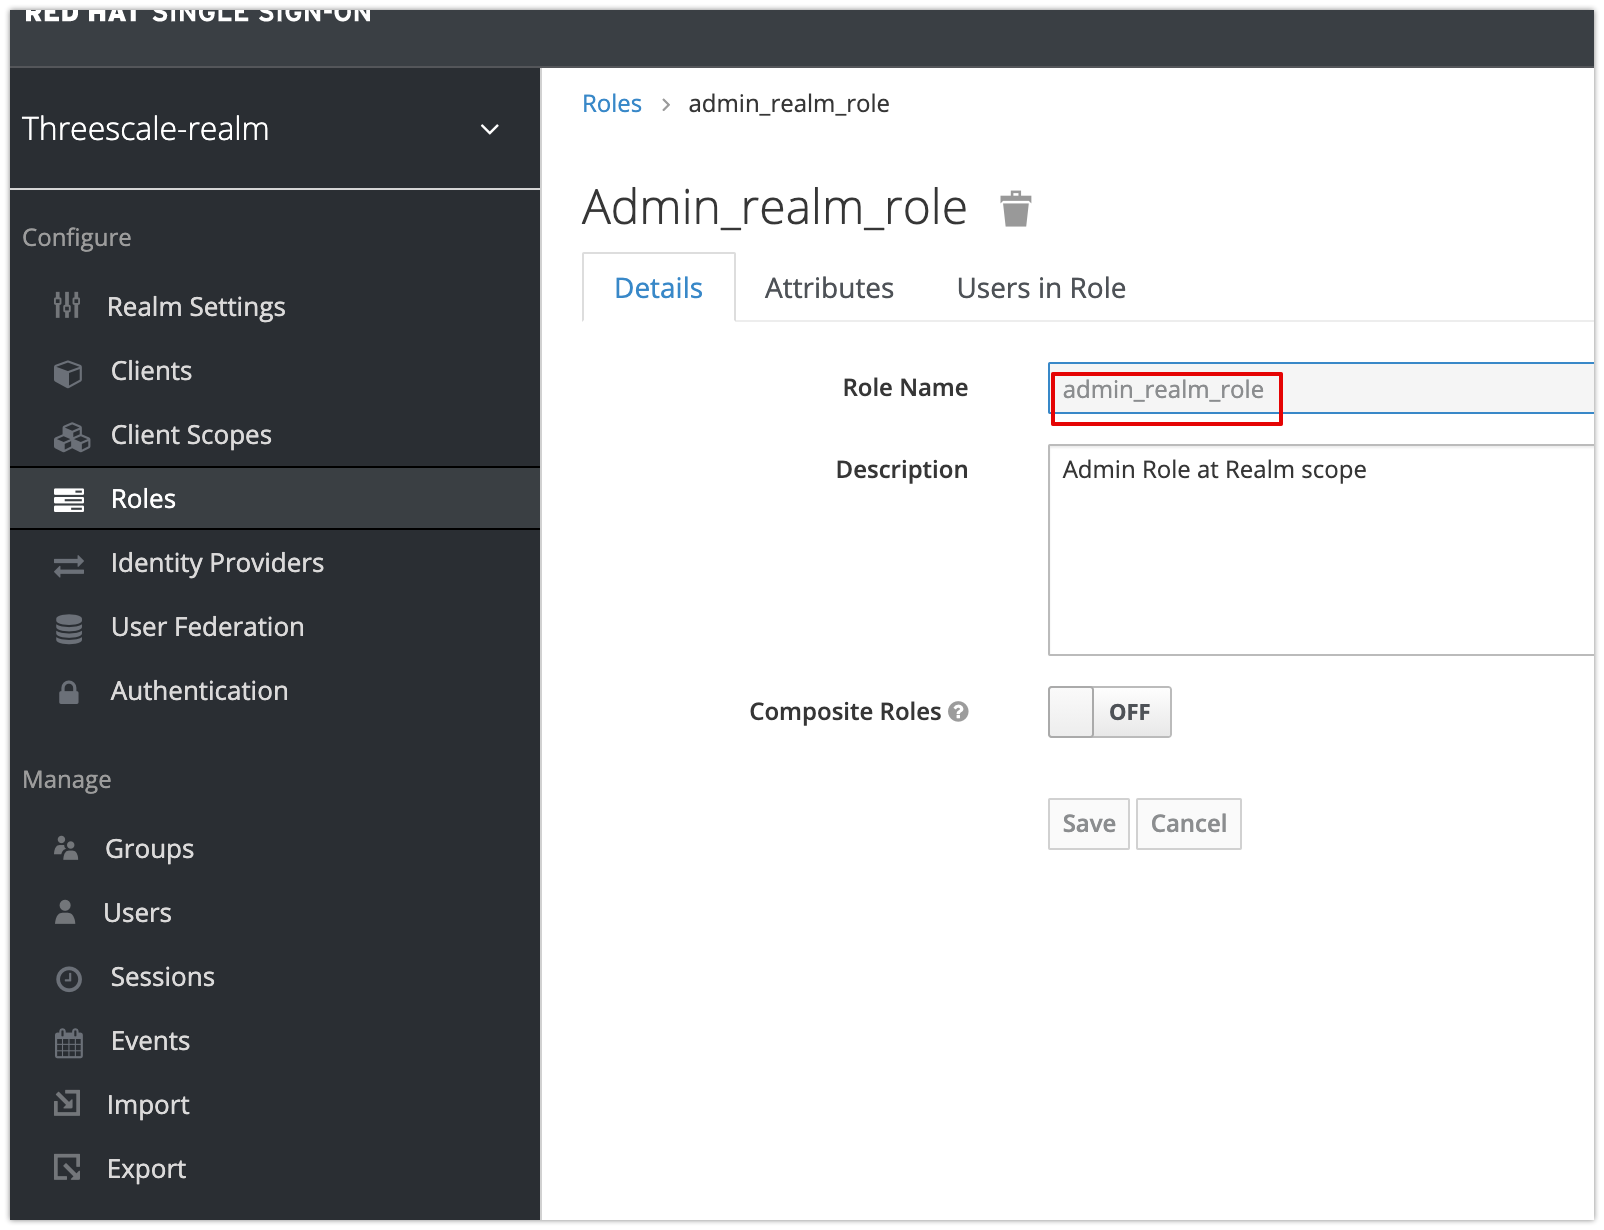 RED HAT SINGLE SIGN-ON
Threescale-realm
Configure
Realm Settings
Clients
Client Scopes
Roles
Identity Providers
User Federation
Authentication
Manage
Groups
Users
Sessions
Events
Import
Export
Roles > admin_realm_role
Admin_realm_role
Details Attributes Users in Role
Role Name admin_realm_role
Description Admin Role at Realm scope
Composite Roles ? OFF
Save Cancel